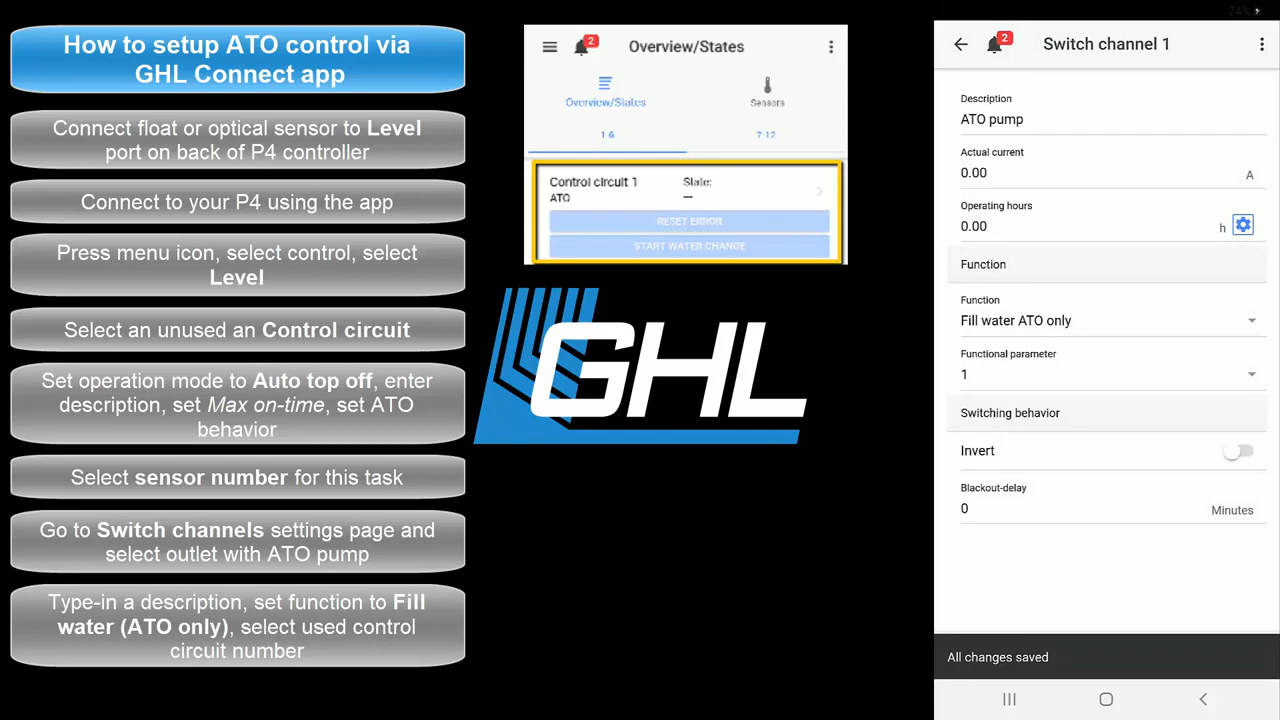 How to setup ATO control via
GHL Connect app
Connect float or optical sensor to Level
port on back of P4 controller
Connect to your P4 using the app
Press menu icon, select control, select
Level
Select an unused an Control circuit
Set operation mode to Auto top off, enter
description, set Max on-time, set ATO
behavior
Select sensor number for this task
Go to Switch channels settings page and
select outlet with ATO pump
Type-in a description, set function to Fill
water (ATO only), select used control
circuit number
2
Overview/States
Overview/States
Sensors
1-6
7-12
Control circuit 1
State:
ATO
---
RESET ERROR
START WATER CHANGE
GHL
74%
2
Switch channel 1
Description
ATO pump
Actual current
0.00
A
Operating hours
0.00
h
Function
Function
Fill water ATO only
Functional parameter
1
Switching behavior
Invert
Blackout-delay
0
Minutes
All changes saved